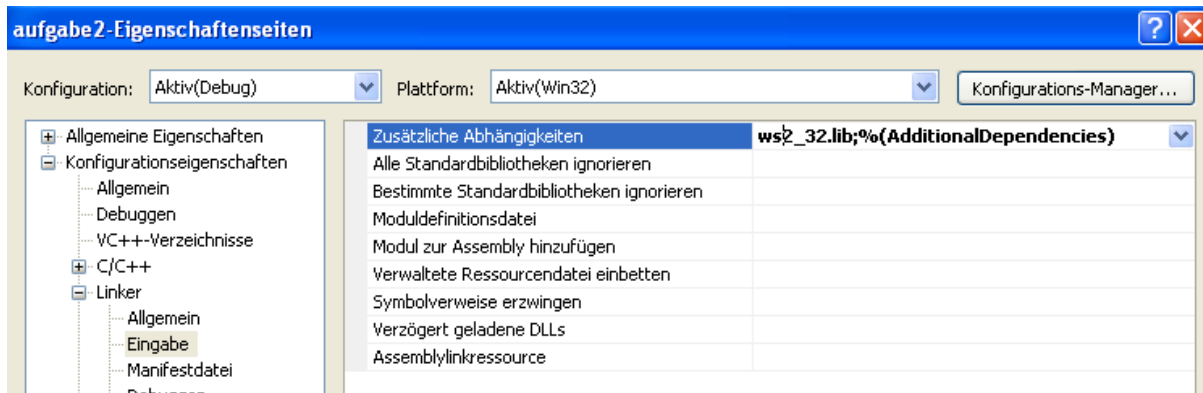 aufgabe2-Eigenschaftenseiten
Konfiguration: Aktiv(Debug) Plattform: Aktiv(Win32) Konfigurations-Manager...
Allgemeine Eigenschaften
Konfigurationseigenschaften
Allgemein
Debuggen
VC++-Verzeichnisse
C/C++
Linker
Allgemein
Eingabe
Manifestdatei
Debuggen
Zusätzliche Abhängigkeiten ws2_32.lib;%(AdditionalDependencies)
Alle Standardbibliotheken ignorieren
Bestimmte Standardbibliotheken ignorieren
Moduldefinitionsdatei
Modul zur Assembly hinzufügen
Verwaltete Ressourcendatei einbetten
Symbolverweise erzwingen
Verzögert geladene DLLs
Assemblylinkressource